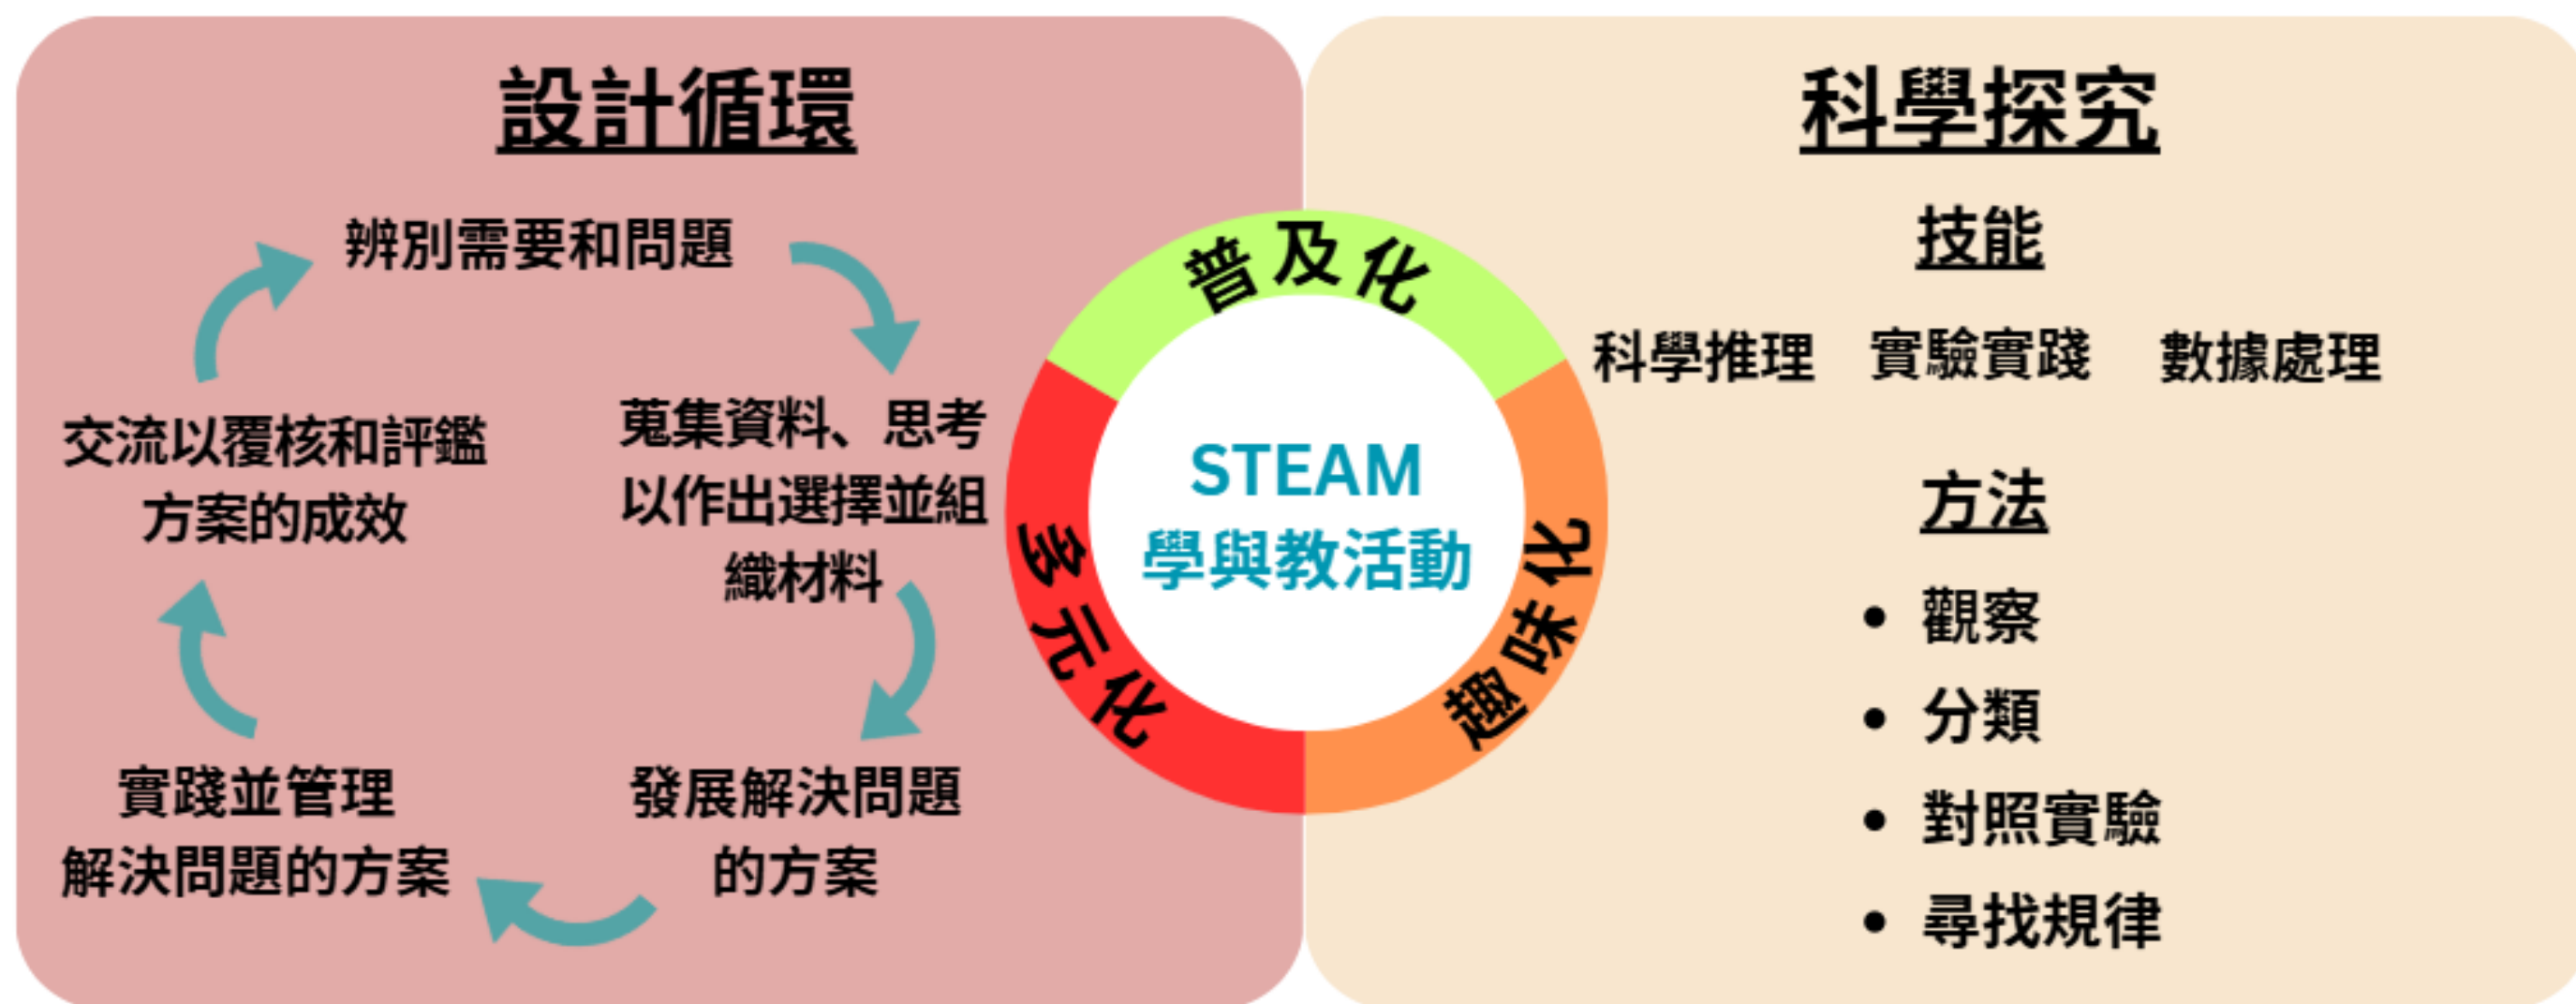 設計循環
辨別需要和問題
蒐集資料、思考
以作出選擇並組
織材料
發展解決問題
的方案
實踐並管理
解決問題的方案
交流以覆核和評鑑
方案的成效
普及化
多元化
趣味化
STEAM
學與教活動
科學探究
技能
科學推理 實驗實踐 數據處理
方法
• 觀察
• 分類
• 對照實驗
• 尋找規律